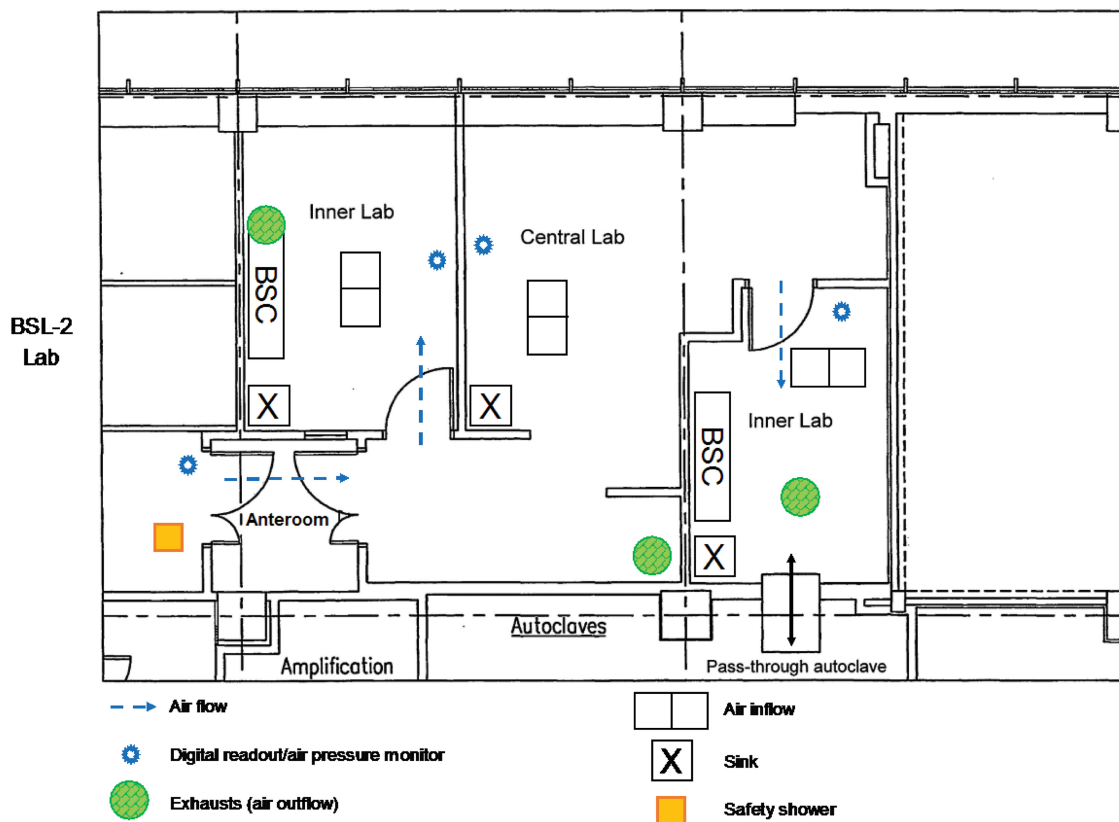 Inner Lab
Central Lab
BSC
BSL-2
Lab
X
X
Inner Lab
BSC
Anteroom
X
Autoclaves
Amplification
Pass-through autoclave
Air flow
Air inflow
Digital readout/air pressure monitor
X
Sink
Exhausts (air outflow)
Safety shower